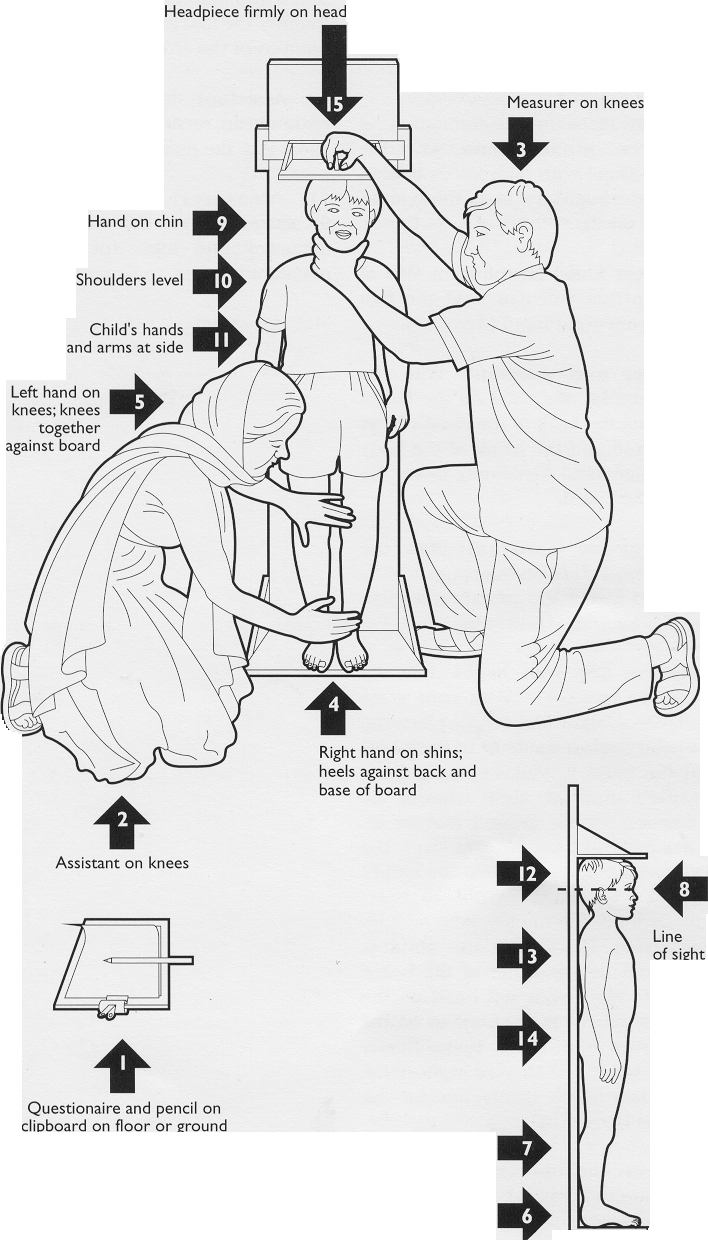 Headpiece firmly on head
15
Measurer on knees
3
Hand on chin
9
Shoulders level
10
Child's hands
and arms at side
11
Left hand on
knees; knees
together
against board
5
4
Right hand on shins;
heels against back and
base of board
2
Assistant on knees
12
8
Line
of sight
13
14
1
Questionaire and pencil on
clipboard on floor or ground
7
6